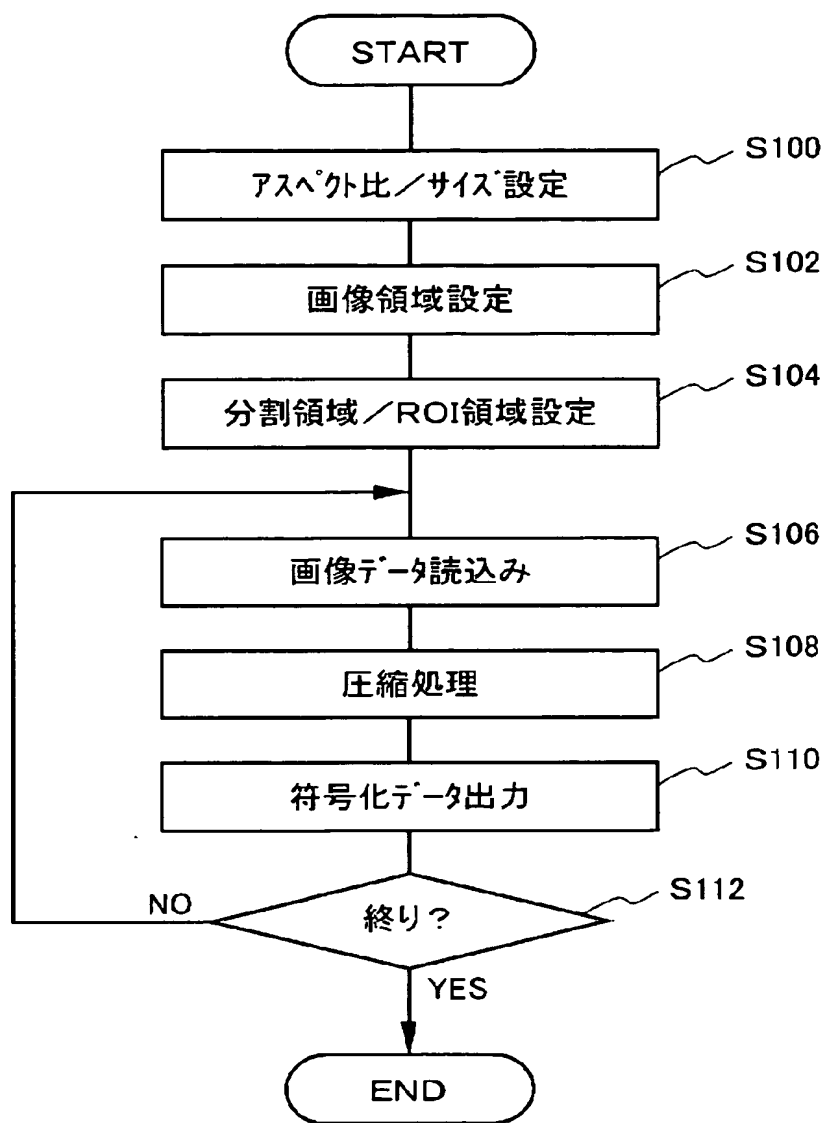 START
アスペクト比/サイズ設定
S100
画像領域設定
S102
分割領域/ROI領域設定
S104
画像データ読込み
S106
圧縮処理
S108
符号化データ出力
S110
終り?
S112
NO
YES
END